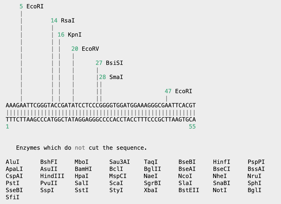 5 EcoRI
14 RsaI
16 KpnI
20 EcoRV
27 BsiSI
28 SmaI
47 EcoRI
AAAGAATTCGGGTACCGATATCCTCCCGGGGTGGATGGAAAGGGCGAATTCACGT
||||||||||||||||||||||||||||||||||||||||||||||||||||||||
TTTCTTAAGCCCATGGCTATAGGAGGGCCCCACCTACCTTTCCCGCTTAAGTGCA
1 55
Enzymes which do not cut the sequence.
AluI BshFI MboI Sau3AI TaqI BseBI HinfI PspPI
ApaLI AsuII BamHI BclI BglII BseAI BseCI BssAI
CspAI HindIII HpaI MspCI NaeI NcoI NheI NruI
PstI PvuII SalI ScaI SgrBI SlaI SnaBI SphI
SseBI SspI SstI StyI XbaI BstEII NotI BglI
SfiI